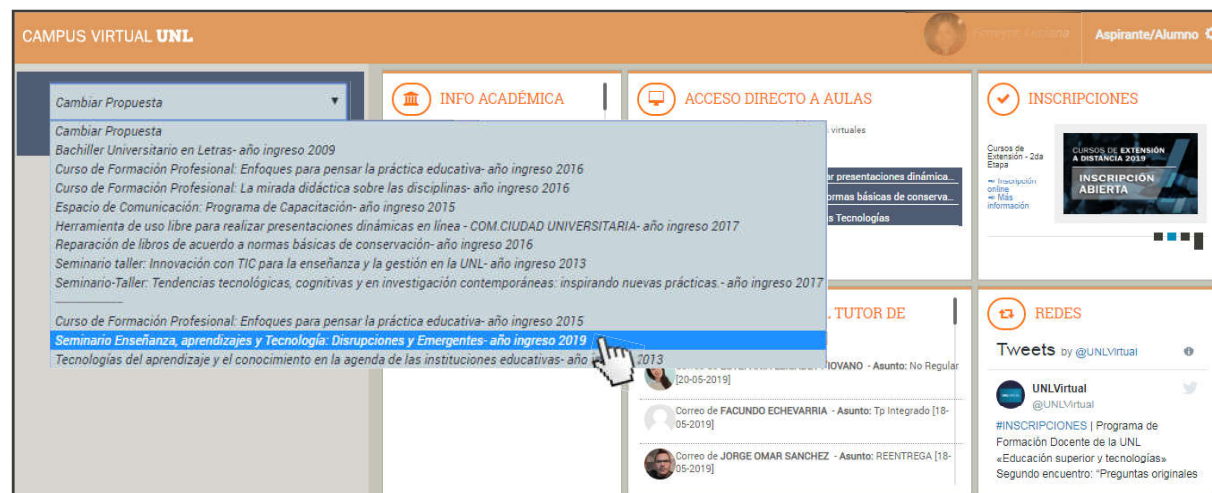 CAMPUS VIRTUAL UNL
Aspirante/Alumno
Cambiar Propuesta
Cambiar Propuesta
Bachiller Universitario en Letras- año ingreso 2009
Curso de Formación Profesional: Enfoques para pensar la práctica educativa- año ingreso 2016
Curso de Formación Profesional: La mirada didáctica sobre las disciplinas- año ingreso 2016
Espacio de Comunicación: Programa de Capacitación- año ingreso 2015
Herramienta de uso libre para realizar presentaciones dinámicas en línea - COM.CIUDAD UNIVERSITARIA- año ingreso 2017
Reparación de libros de acuerdo a normas básicas de conservación- año ingreso 2016
Seminario taller: Innovación con TIC para la enseñanza y la gestión en la UNL- año ingreso 2013
Seminario-Taller: Tendencias tecnológicas, cognitivas y en investigación contemporáneas: inspirando nuevas prácticas.- año ingreso 2017
--------------------
Curso de Formación Profesional: Enfoques para pensar la práctica educativa- año ingreso 2015
Seminario Enseñanza, aprendizajes y Tecnología: Disrupciones y Emergentes- año ingreso 2019
Tecnologías del aprendizaje y el conocimiento en la agenda de las instituciones educativas- año 2013
INFO ACADÉMICA
ACCESO DIRECTO A AULAS
virtuales
ar presentaciones dinámica...
ormas básicas de conserva...
s Tecnologías
TUTOR DE
IOVANO - Asunto: No Regular
[20-05-2019]
Correo de FACUNDO ECHEVARRIA - Asunto: Tp Integrado [18-
05-2019]
Correo de JORGE OMAR SANCHEZ - Asunto: REENTREGA [18-
05-2019]
INSCRIPCIONES
Cursos de
Extensión - 2da
Etapa
Inscripción
online
Más
información
CURSOS DE EXTENSIÓN
A DISTANCIA 2019
INSCRIPCIÓN
ABIERTA
REDES
Tweets by @UNLVirtual
UNLVirtual
@UNLVirtual
#INSCRIPCIONES | Programa de
Formación Docente de la UNL
«Educación superior y tecnologías»
Segundo encuentro: "Preguntas originales